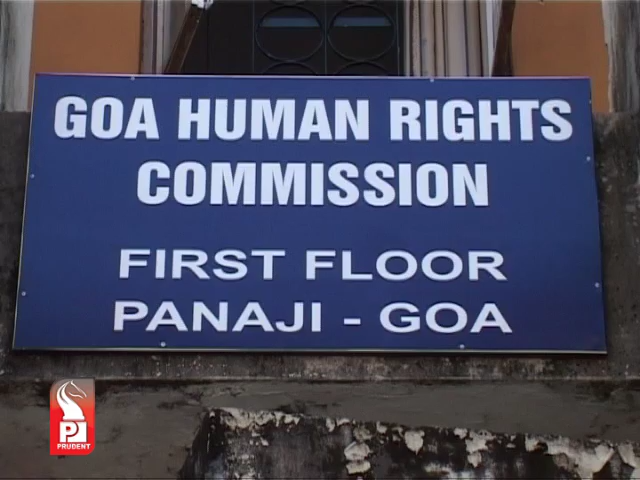 GOA HUMAN RIGHTS
COMMISSION
FIRST FLOOR
PANAJI - GOA
P
PRUDENT